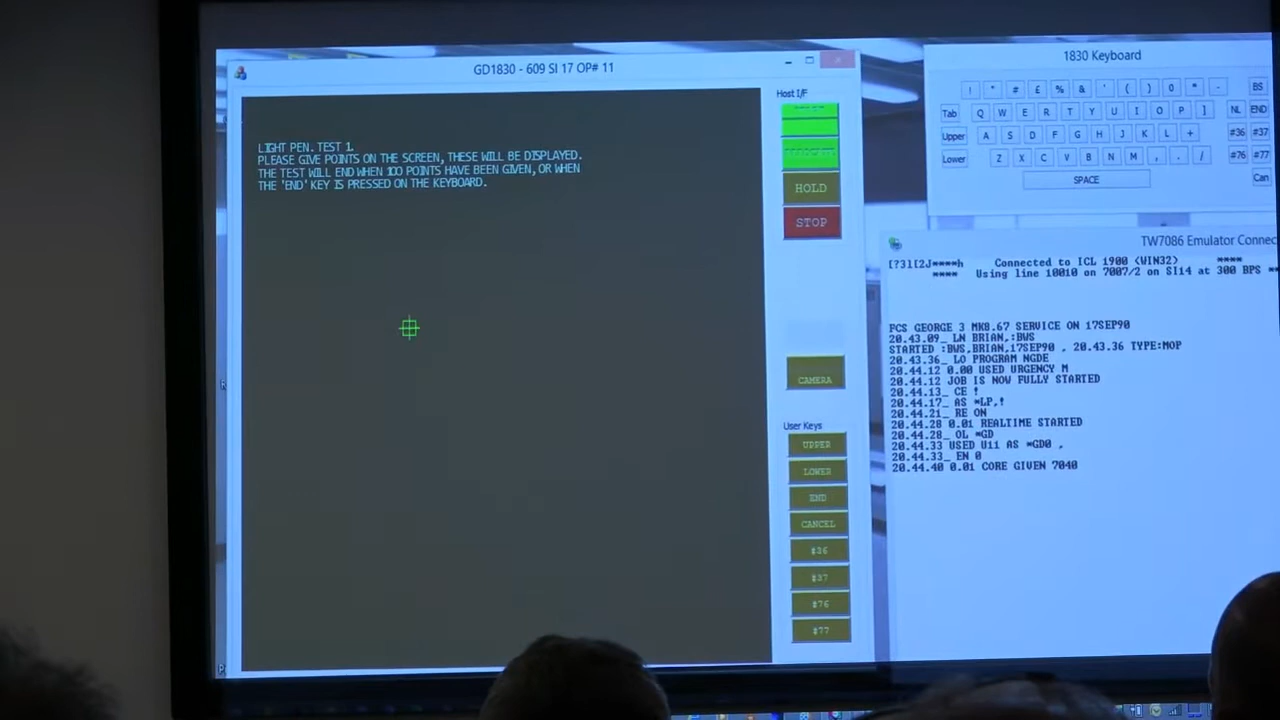 GD1830 - 609 SI 17 OP# 11
LIGHT PEN. TEST 1.
PLEASE GIVE POINTS ON THE SCREEN, THESE WILL BE DISPLAYED.
THE TEST WILL END WHEN 100 POINTS HAVE BEEN GIVEN, OR WHEN
THE 'END' KEY IS PRESSED ON THE KEYBOARD.
Host I/F
HOLD
STOP
CAMERA
User Keys
UPPER
LOWER
END
CANCEL
#36
#37
#76
#77
1830 Keyboard
! " # £ % & ' ( ) 0 * - BS
Tab Q W E R T Y U I O P ] NL END
Upper A S D F G H J K L + #36 #37
Lower Z X C V B N M , . / #76 #77
SPACE Can
TW7086 Emulator Connec
[?3l[2J****h Connected to ICL 1900 (WIN32) ****
**** Using line 10010 on 7007/2 on SI14 at 300 BPS
FCS GEORGE 3 MK8.67 SERVICE ON 17SEP90
20.43.09_ LN BRIAN,:BWS
STARTED :BWS,BRIAN,17SEP90 , 20.43.36 TYPE:MOP
20.43.36_ LO PROGRAM NGDE
20.44.12 0.00 USED URGENCY M
20.44.12 JOB IS NOW FULLY STARTED
20.44.13_ CE !
20.44.17_ AS *LP,!
20.44.21_ RE ON
20.44.28 0.01 REALTIME STARTED
20.44.28_ OL *GD
20.44.33 USED U11 AS *GD0 ,
20.44.33_ EN 0
20.44.40 0.01 CORE GIVEN 7040